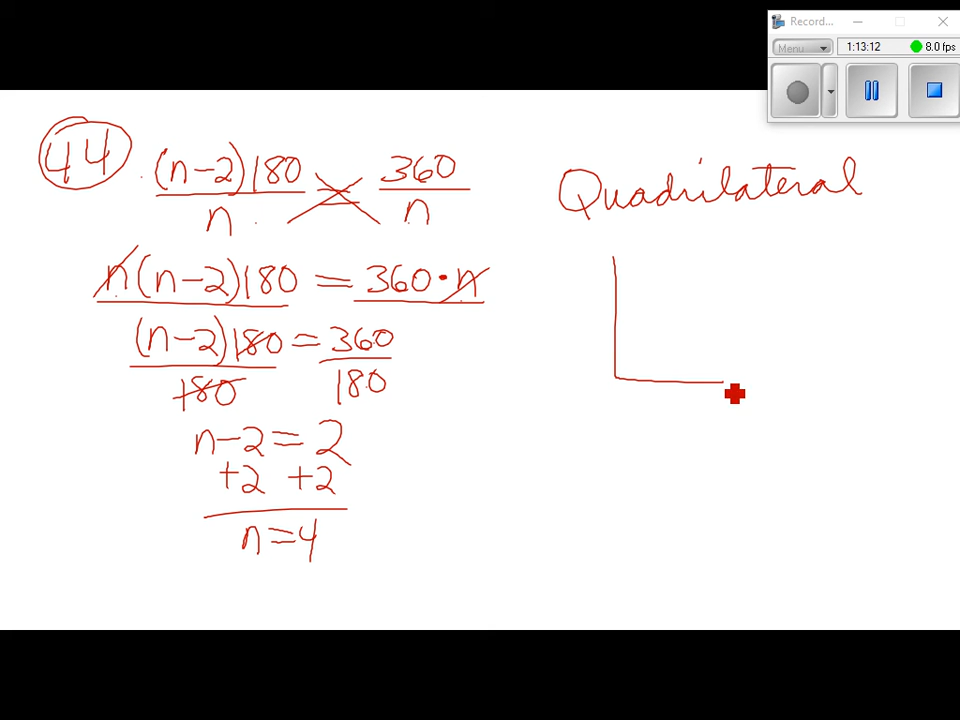 Record...
Menu
1:13:12
8.0 fps
44
(n-2)180 360
n n
Quadrilateral
n(n-2)180 = 360·n
(n-2)180 = 360
180 180
n-2 = 2
+2 +2
n=4